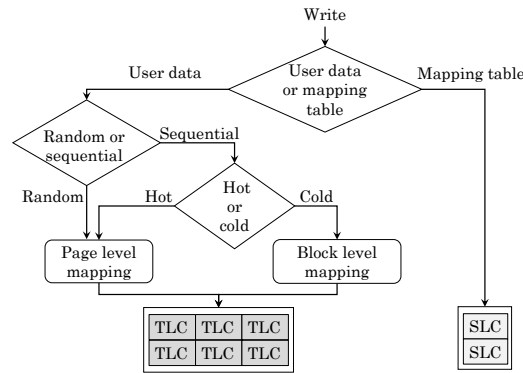 Write
User data
User data
or mapping
table
Mapping table
Random or
sequential
Sequential
Random
Hot
Hot
or
cold
Cold
Page level
mapping
Block level
mapping
TLC TLC TLC
TLC TLC TLC
SLC
SLC